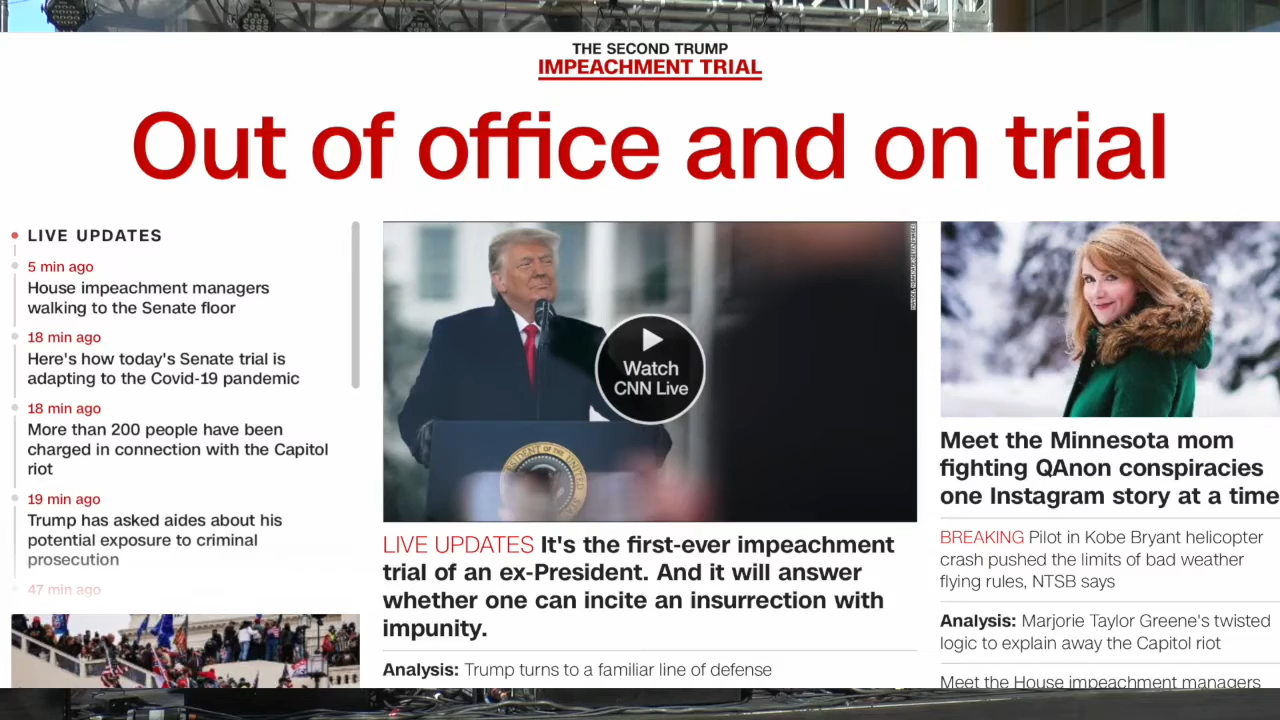 THE SECOND TRUMP
IMPEACHMENT TRIAL
Out of office and on trial
LIVE UPDATES
5 min ago
House impeachment managers
walking to the Senate floor
18 min ago
Here's how today's Senate trial is
adapting to the Covid-19 pandemic
18 min ago
More than 200 people have been
charged in connection with the Capitol
riot
19 min ago
Trump has asked aides about his
potential exposure to criminal
prosecution
47 min ago
Watch
CNN Live
LIVE UPDATES It's the first-ever impeachment
trial of an ex-President. And it will answer
whether one can incite an insurrection with
impunity.
Analysis: Trump turns to a familiar line of defense
Meet the Minnesota mom
fighting QAnon conspiracies
one Instagram story at a time
BREAKING Pilot in Kobe Bryant helicopter
crash pushed the limits of bad weather
flying rules, NTSB says
Analysis: Marjorie Taylor Greene's twisted
logic to explain away the Capitol riot
Meet the House impeachment managers